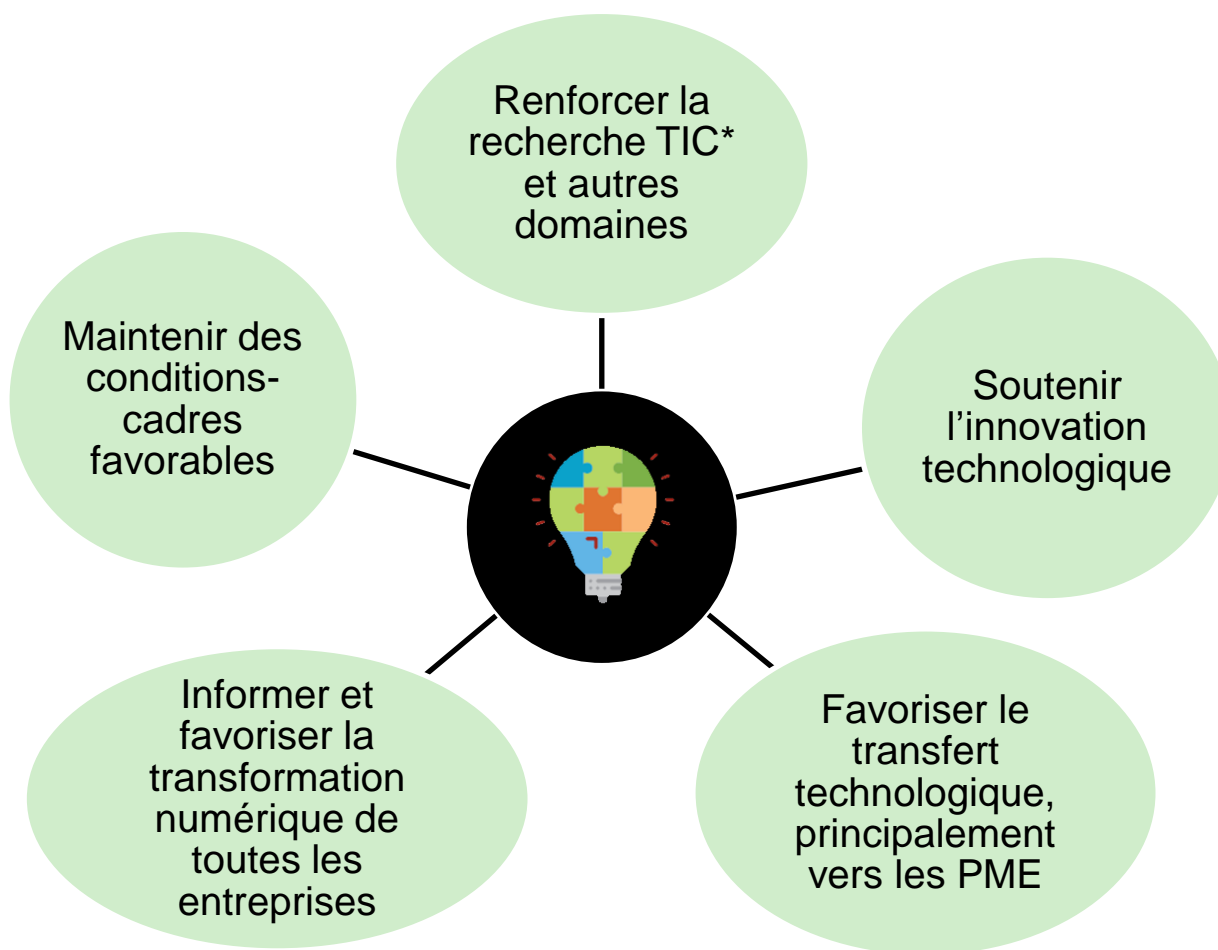 Renforcer la
recherche TIC*
et autres
domaines
Soutenir
l’innovation
technologique
Favoriser le
transfert
technologique,
principalement
vers les PME
Informer et
favoriser la
transformation
numérique de
toutes les
entreprises
Maintenir des
conditions-
cadres
favorables